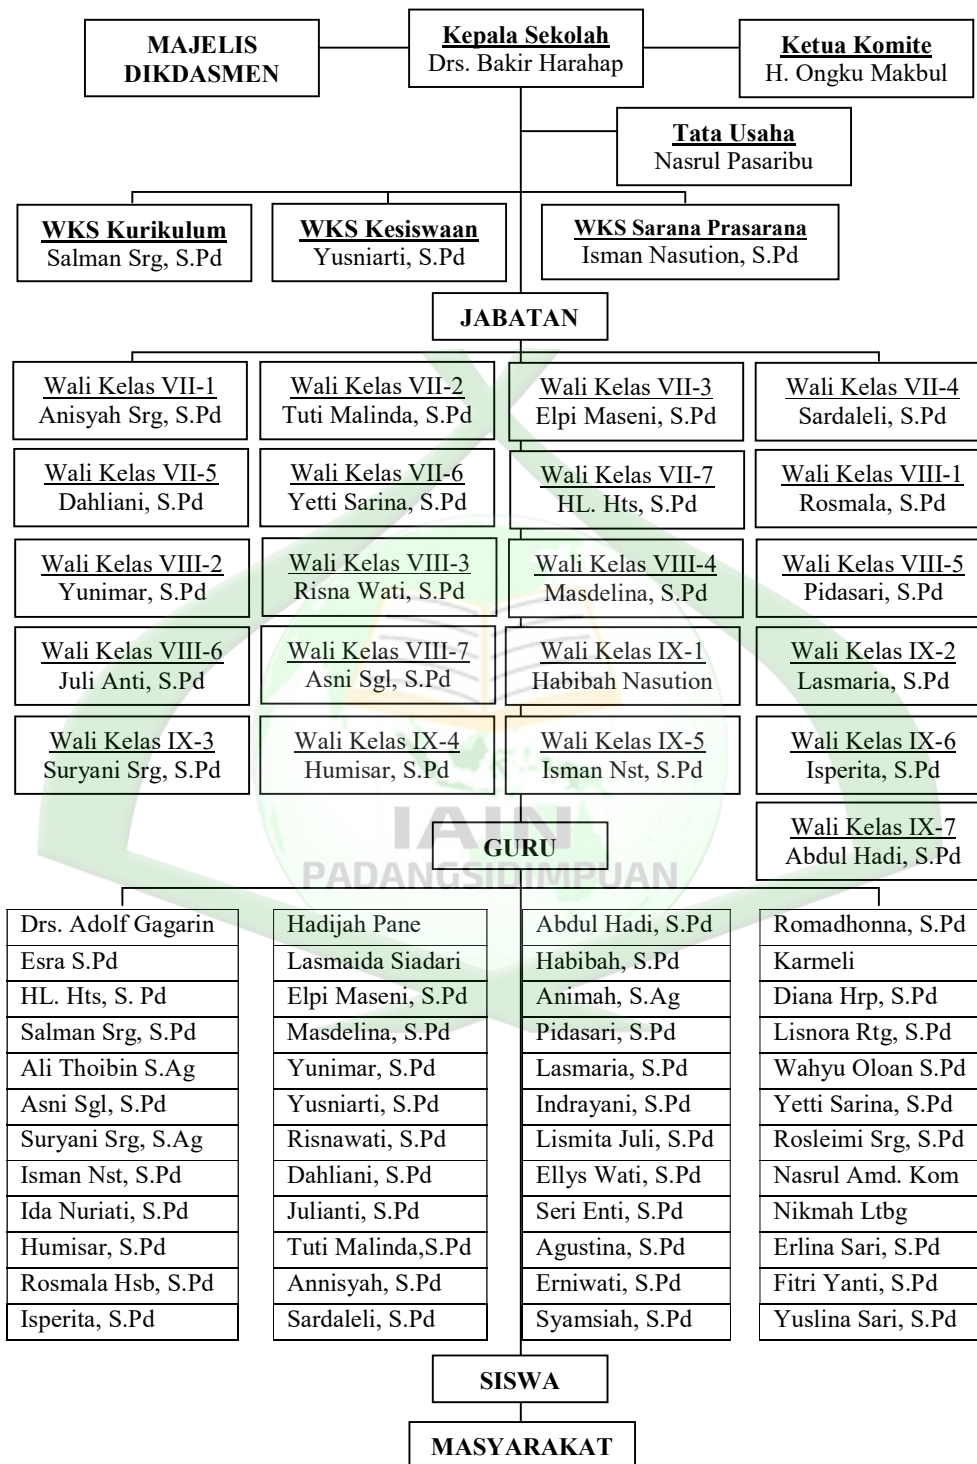 MAJELIS
DIKDASMEN
Kepala Sekolah
Drs. Bakir Harahap
Ketua Komite
H. Ongku Makbul
Tata Usaha
Nasrul Pasaribu
WKS Kurikulum
Salman Srg, S.Pd
WKS Kesiswaan
Yusniarti, S.Pd
WKS Sarana Prasarana
Isman Nasution, S.Pd
JABATAN
Wali Kelas VII-1
Anisyah Srg, S.Pd
Wali Kelas VII-2
Tuti Malinda, S.Pd
Wali Kelas VII-3
Elpi Maseni, S.Pd
Wali Kelas VII-4
Sardaleli, S.Pd
Wali Kelas VII-5
Dahliani, S.Pd
Wali Kelas VII-6
Yetti Sarina, S.Pd
Wali Kelas VII-7
HL. Hts, S.Pd
Wali Kelas VIII-1
Rosmala, S.Pd
Wali Kelas VIII-2
Yunimar, S.Pd
Wali Kelas VIII-3
Risna Wati, S.Pd
Wali Kelas VIII-4
Masdelina, S.Pd
Wali Kelas VIII-5
Pidasari, S.Pd
Wali Kelas VIII-6
Juli Anti, S.Pd
Wali Kelas VIII-7
Asni Sgl, S.Pd
Wali Kelas IX-1
Habibah Nasution
Wali Kelas IX-2
Lasmaria, S.Pd
Wali Kelas IX-3
Suryani Srg, S.Pd
Wali Kelas IX-4
Humisar, S.Pd
Wali Kelas IX-5
Isman Nst, S.Pd
Wali Kelas IX-6
Isperita, S.Pd
Wali Kelas IX-7
Abdul Hadi, S.Pd
IAIN
PADANGSIDIMPUAN
GURU
Drs. Adolf Gagarin
Esra S.Pd
HL. Hts, S. Pd
Salman Srg, S.Pd
Ali Thoibin S.Ag
Asni Sgl, S.Pd
Suryani Srg, S.Ag
Isman Nst, S.Pd
Ida Nuriati, S.Pd
Humisar, S.Pd
Rosmala Hsb, S.Pd
Isperita, S.Pd
Hadijah Pane
Lasmaida Siadari
Elpi Maseni, S.Pd
Masdelina, S.Pd
Yunimar, S.Pd
Yusniarti, S.Pd
Risnawati, S.Pd
Dahliani, S.Pd
Julianti, S.Pd
Tuti Malinda,S.Pd
Annisyah, S.Pd
Sardaleli, S.Pd
Abdul Hadi, S.Pd
Habibah, S.Pd
Animah, S.Ag
Pidasari, S.Pd
Lasmaria, S.Pd
Indrayani, S.Pd
Lismita Juli, S.Pd
Ellys Wati, S.Pd
Seri Enti, S.Pd
Agustina, S.Pd
Erniwati, S.Pd
Syamsiah, S.Pd
Romadhonna, S.Pd
Karmeli
Diana Hrp, S.Pd
Lisnora Rtg, S.Pd
Wahyu Oloan S.Pd
Yetti Sarina, S.Pd
Rosleimi Srg, S.Pd
Nasrul Amd. Kom
Nikmah Ltbg
Erlina Sari, S.Pd
Fitri Yanti, S.Pd
Yuslina Sari, S.Pd
SISWA
MASYARAKAT